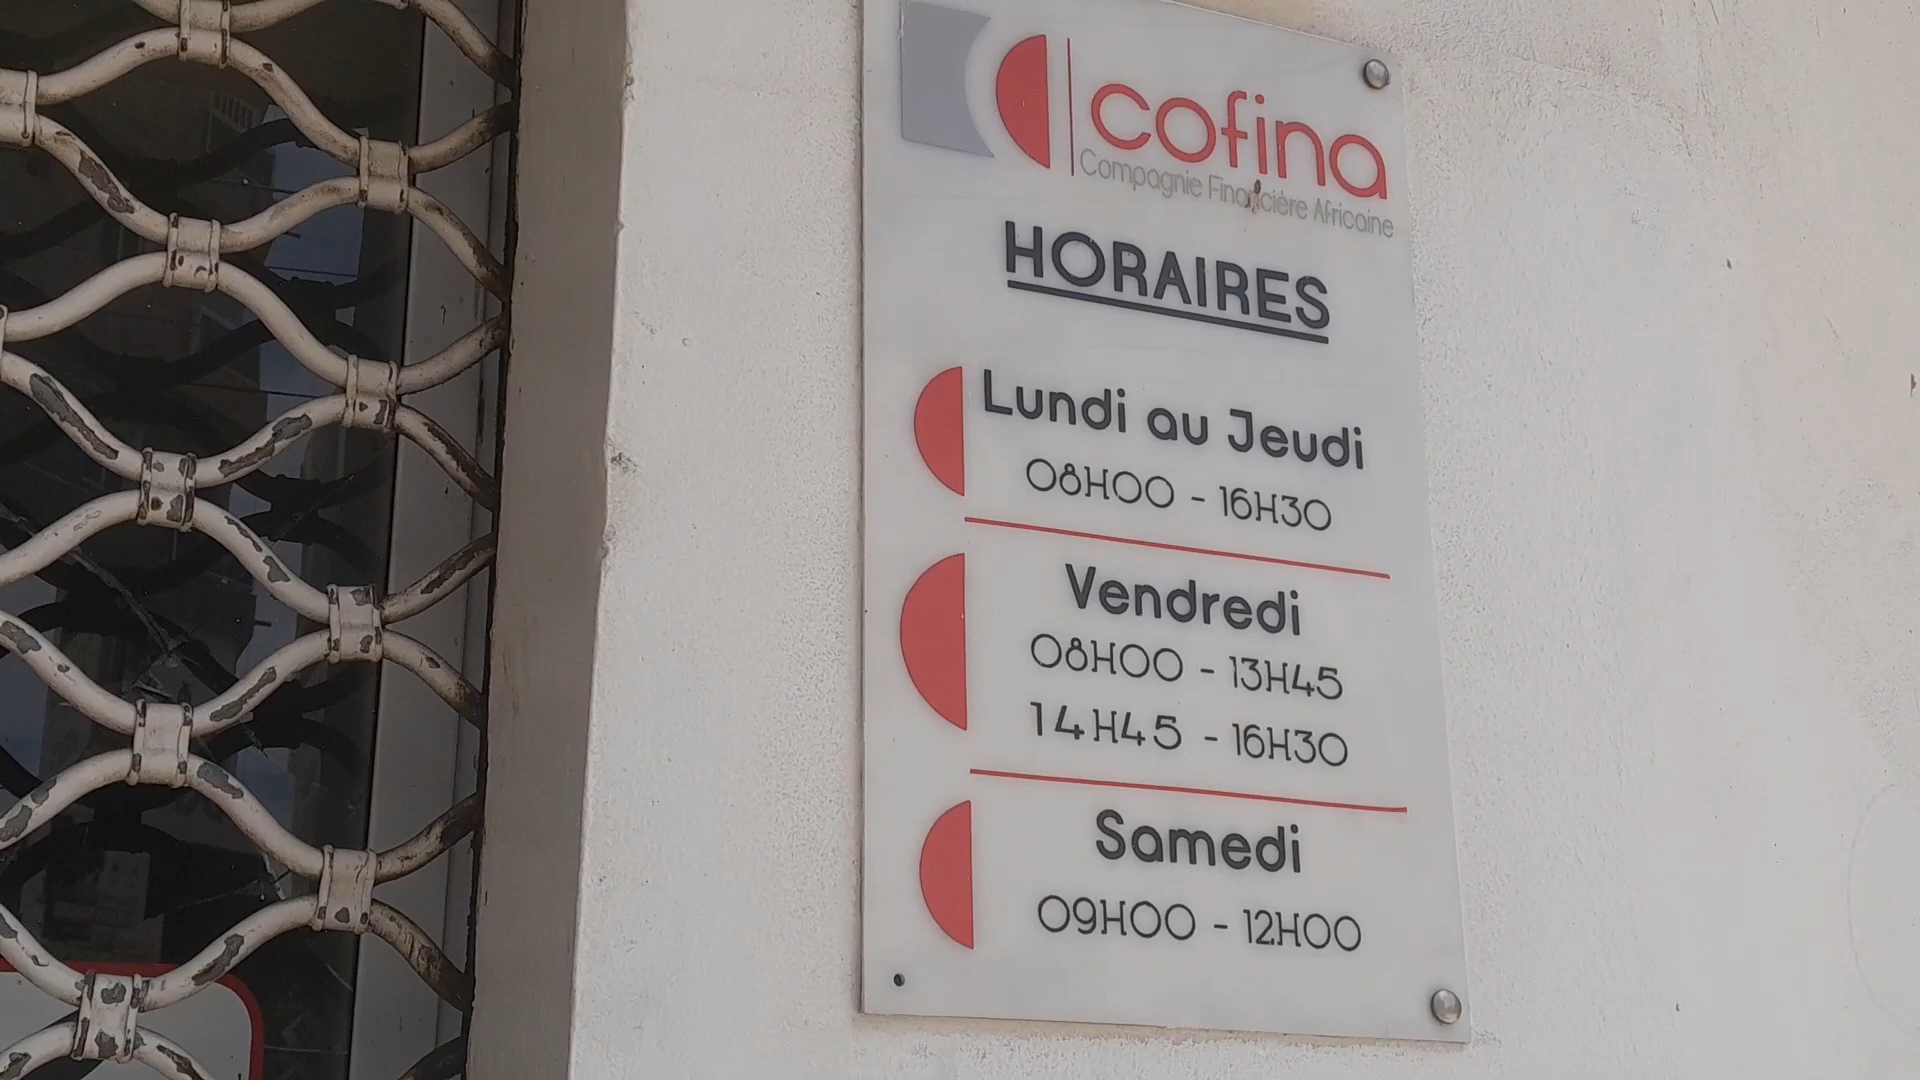 cofina
Compagnie Financière Africaine
HORAIRES
Lundi au Jeudi
08H00 - 16H30
Vendredi
08H00 - 13H45
14H45 - 16H30
Samedi
09H00 - 12H00